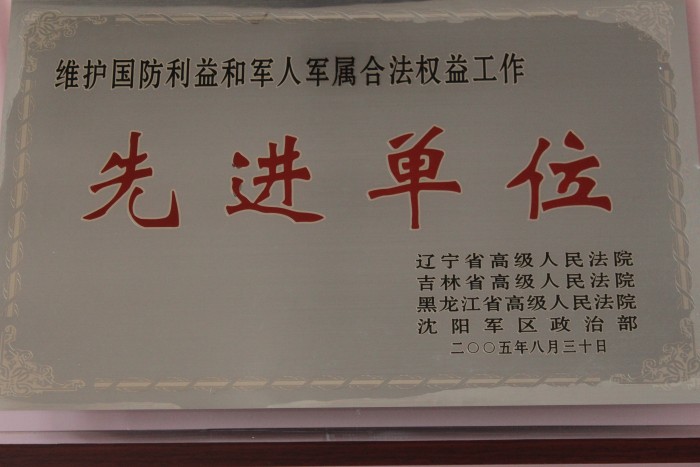 维护国防利益和军人军属合法权益工作
先进单位
辽宁省高级人民法院
吉林省高级人民法院
黑龙江省高级人民法院
沈阳军区政治部
二〇〇五年八月三十日